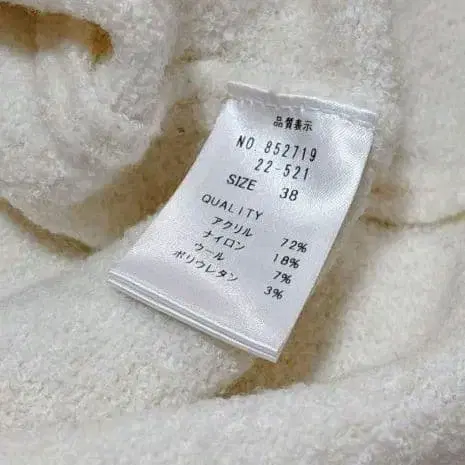 品質表示
NO. 852719
22-521
SIZE 38
QUALITY
アクリル 72%
ナイロン 18%
ウール 7%
ポリウレタン 3%